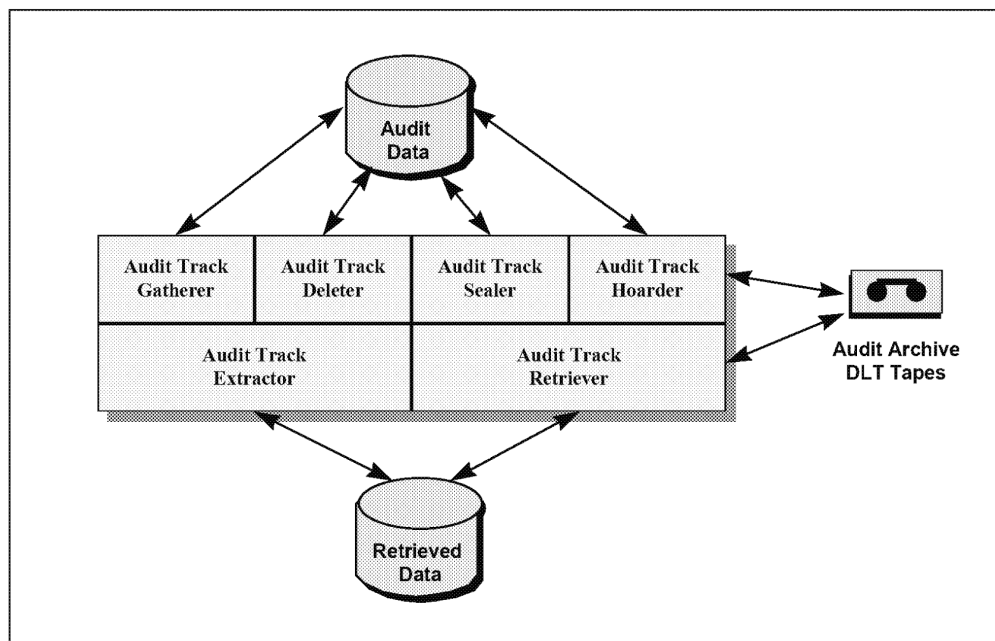 Audit
Data
Audit Track
Gatherer
Audit Track
Deleter
Audit Track
Sealer
Audit Track
Hoarder
Audit Track
Extractor
Audit Track
Retriever
Audit Archive
DLT Tapes
Retrieved
Data